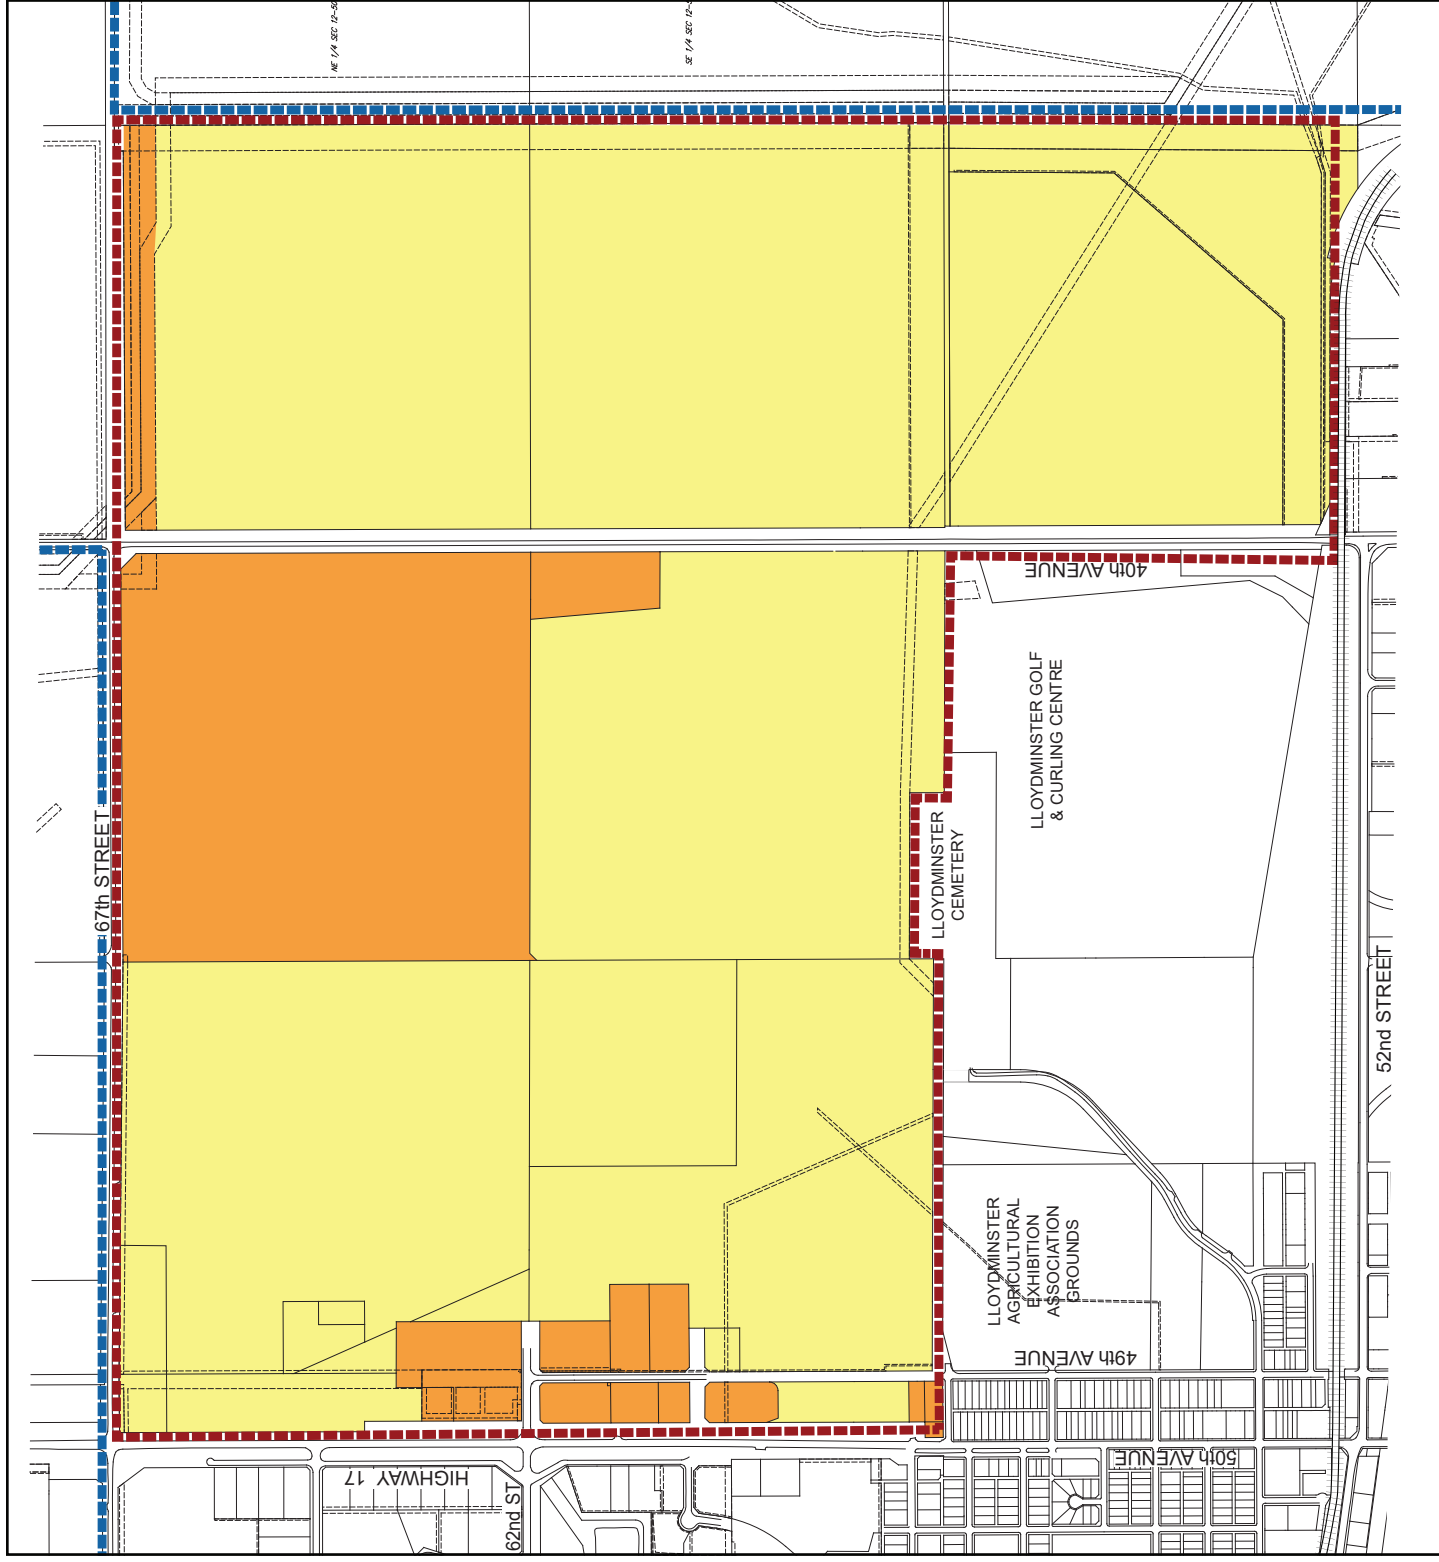 NE 1/4 SEC 12-50
SE 1/4 SEC 12-5
67th STREET
40th AVENUE
LLOYDMINSTER GOLF
& CURLING CENTRE
LLOYDMINSTER
CEMETERY
52nd STREET
LLOYDMINSTER
AGRICULTURAL
EXHIBITION
ASSOCIATION
GROUNDS
49th AVENUE
50th AVENUE
HIGHWAY 17
62nd ST